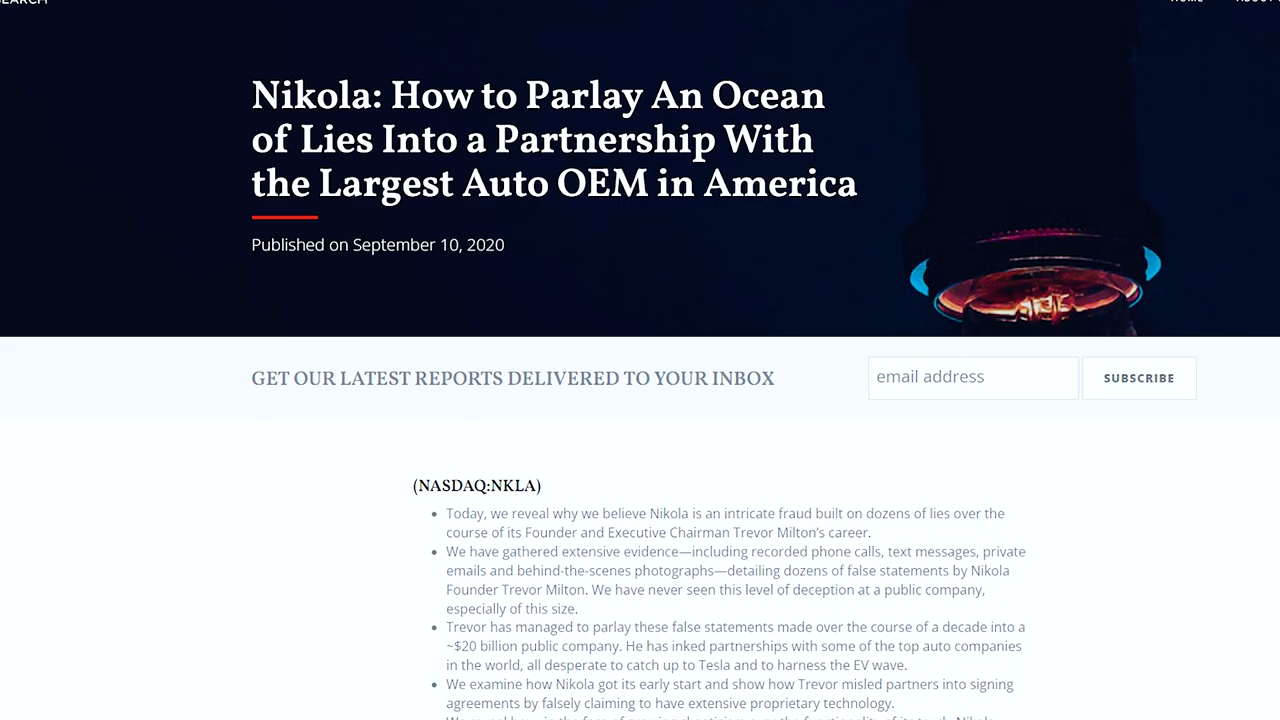 HOME
Nikola: How to Parlay An Ocean
of Lies Into a Partnership With
the Largest Auto OEM in America
Published on September 10, 2020
GET OUR LATEST REPORTS DELIVERED TO YOUR INBOX
email address
SUBSCRIBE
(NASDAQ:NKLA)
• Today, we reveal why we believe Nikola is an intricate fraud built on dozens of lies over the
course of its Founder and Executive Chairman Trevor Milton’s career.
• We have gathered extensive evidence—including recorded phone calls, text messages, private
emails and behind-the-scenes photographs—detailing dozens of false statements by Nikola
Founder Trevor Milton. We have never seen this level of deception at a public company,
especially of this size.
• Trevor has managed to parlay these false statements made over the course of a decade into a
~$20 billion public company. He has inked partnerships with some of the top auto companies
in the world, all desperate to catch up to Tesla and to harness the EV wave.
• We examine how Nikola got its early start and show how Trevor misled partners into signing
agreements by falsely claiming to have extensive proprietary technology.